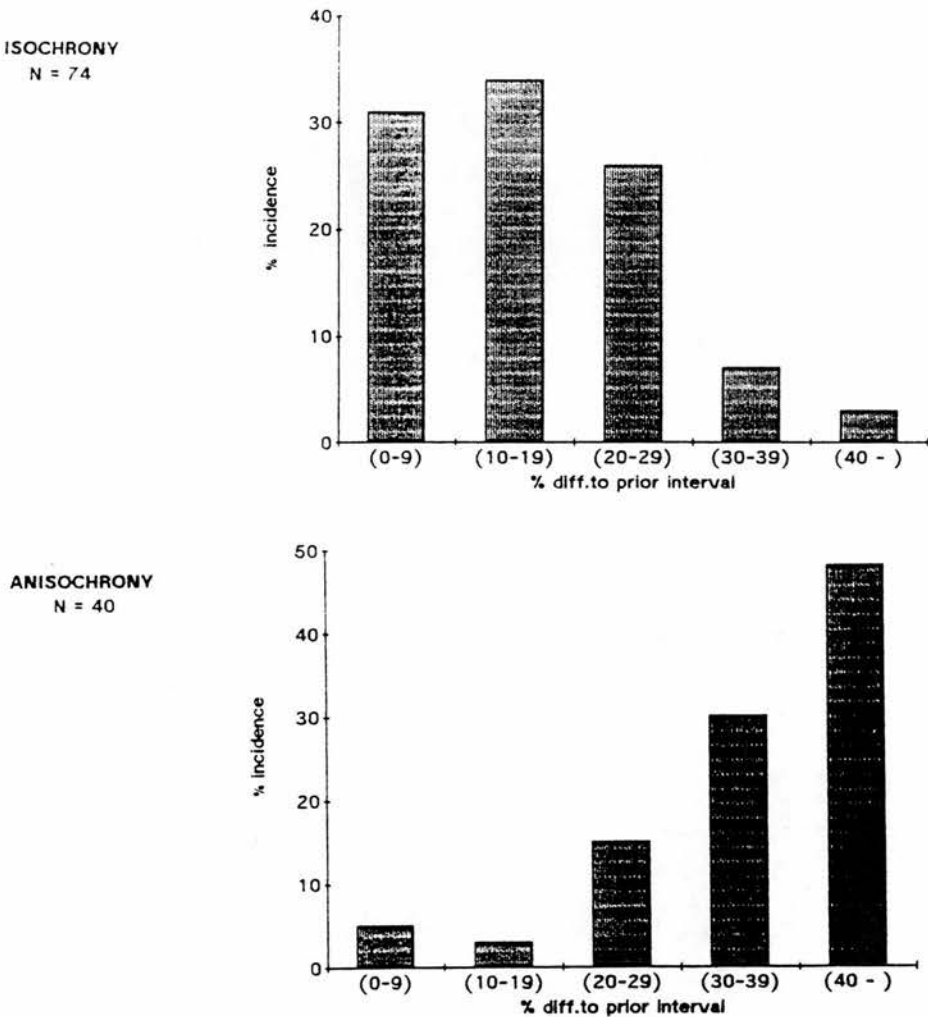 ISOCHRONY
N = 74
40
30
20
10
0
% incidence
(0-9) (10-19) (20-29) (30-39) (40 - )
% diff.to prior interval
ANISOCHRONY
N = 40
50
40
30
20
10
0
% incidence
(0-9) (10-19) (20-29) (30-39) (40 - )
% diff.to prior interval